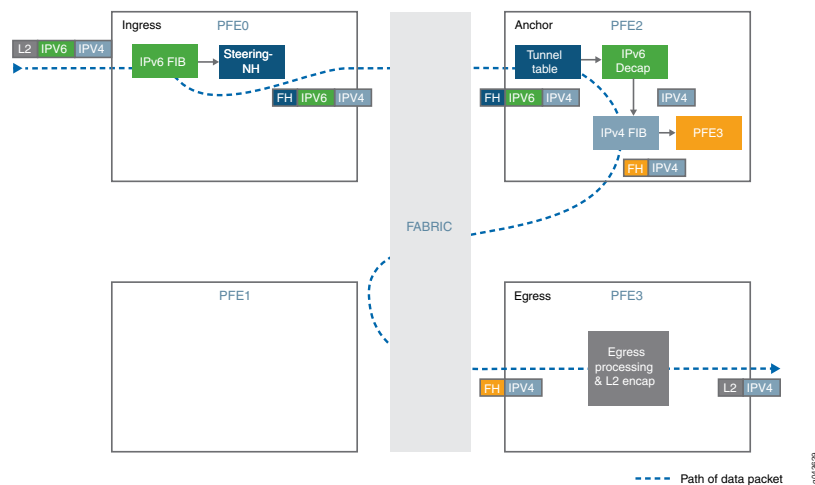 Ingress
PFE0
L2 IPV6 IPV4
IPv6 FIB
Steering-
NH
FH IPV6 IPV4
Anchor
PFE2
Tunnel
table
IPv6
Decap
FH IPV6 IPV4
IPV4
IPv4 FIB
PFE3
FH IPV4
FABRIC
PFE1
Egress
PFE3
Egress
processing
& L2 encap
FH IPV4
L2 IPV4
Path of data packet